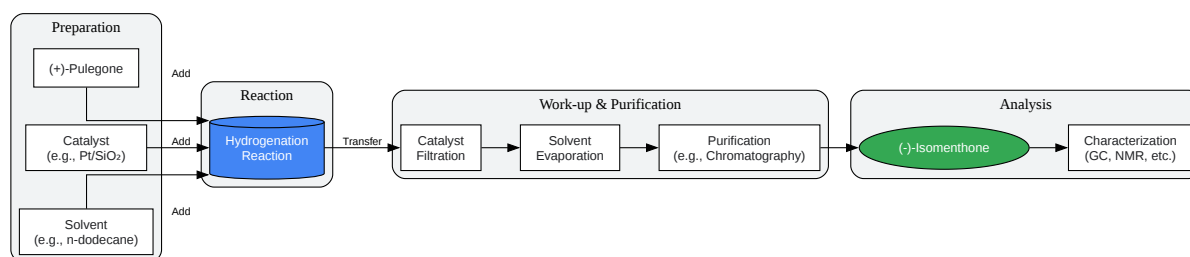 Preparation
(+)-Pulegone
Add
Catalyst
(e.g., Pt/SiO₂)
Add
Solvent
(e.g., n-dodecane)
Add
Reaction
Hydrogenation
Reaction
Transfer
Work-up & Purification
Catalyst
Filtration
Solvent
Evaporation
Purification
(e.g., Chromatography)
Analysis
(-)-Isomenthone
Characterization
(GC, NMR, etc.)